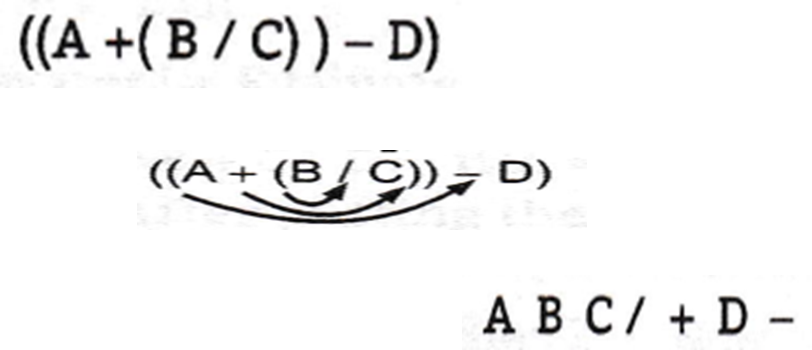 ((A +( B / C) ) – D)
((A + (B / C)) – D)
A B C / + D –